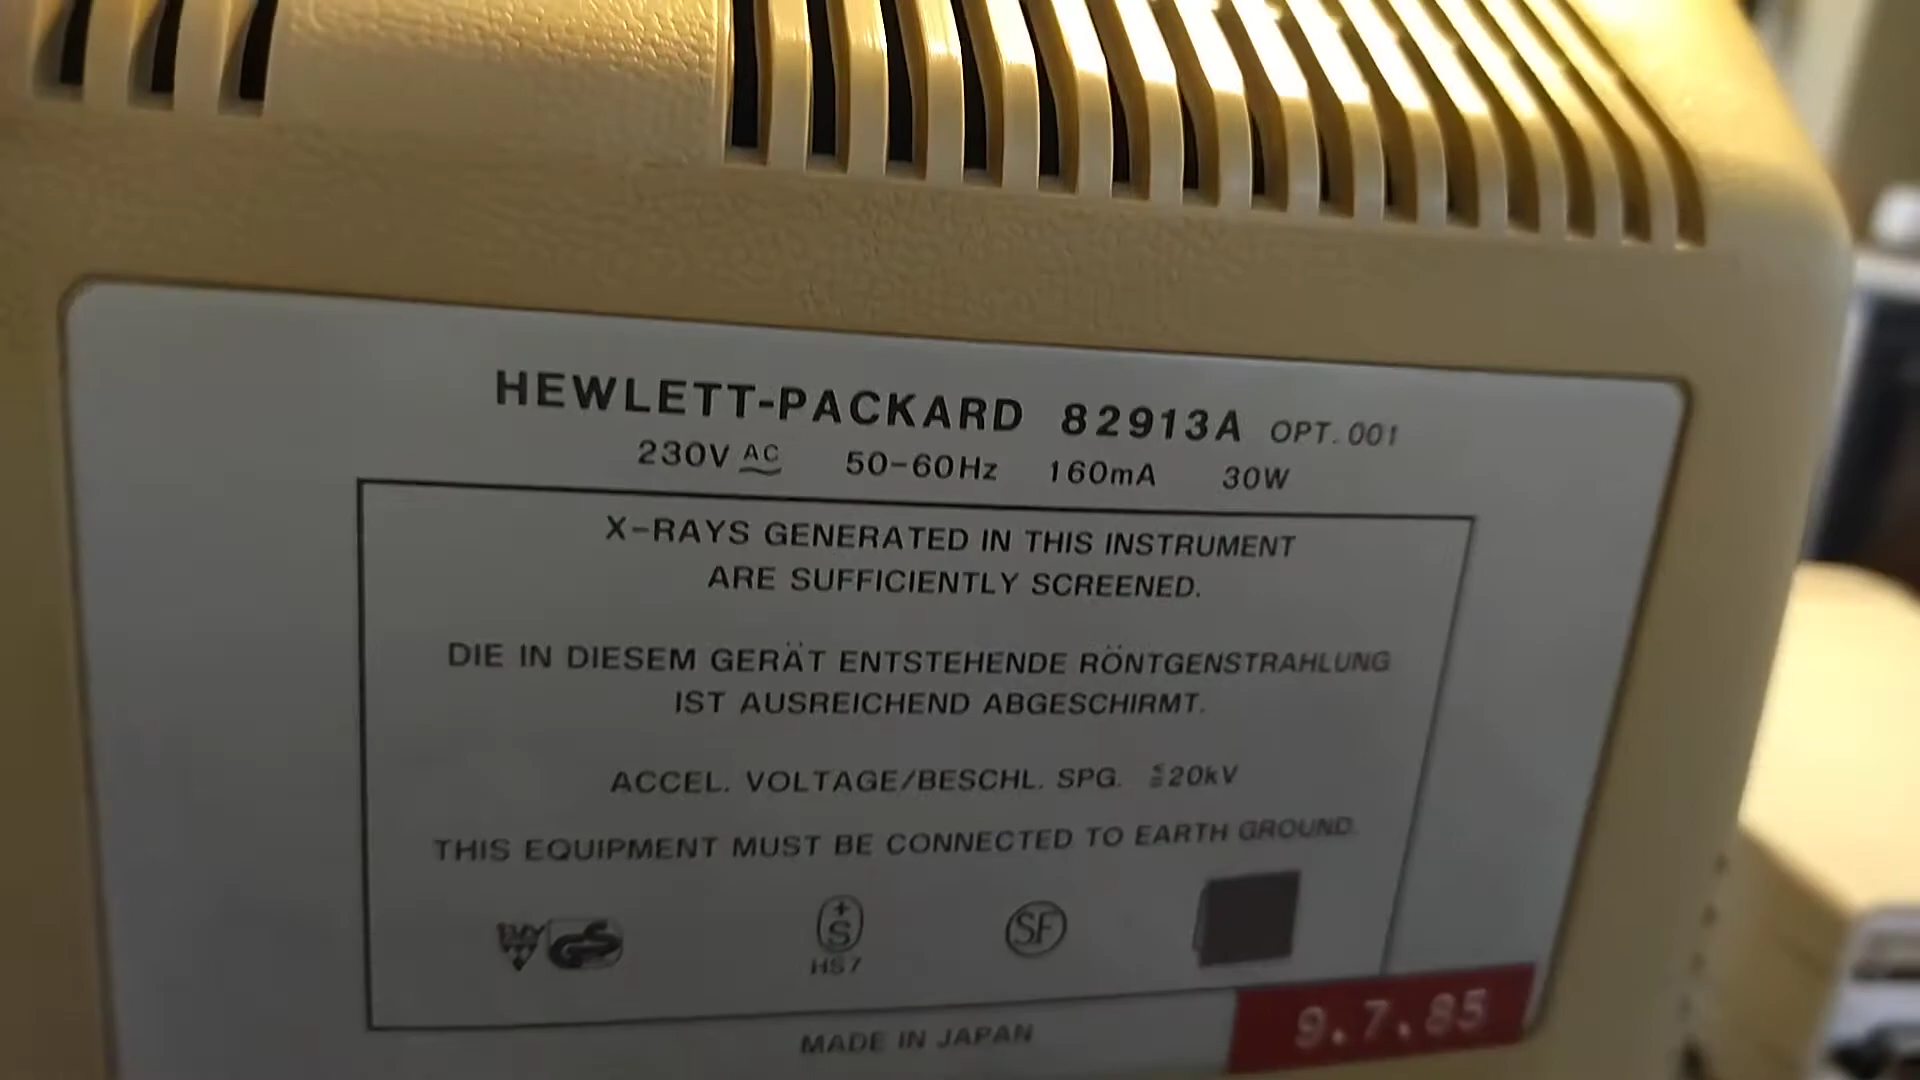 HEWLETT-PACKARD 82913A OPT. 001
230V AC 50-60Hz 160mA 30W
X-RAYS GENERATED IN THIS INSTRUMENT
ARE SUFFICIENTLY SCREENED.
DIE IN DIESEM GERÄT ENTSTEHENDE RÖNTGENSTRAHLUNG
IST AUSREICHEND ABGESCHIRMT.
ACCEL. VOLTAGE/BESCHL. SPG. ≦20kV
THIS EQUIPMENT MUST BE CONNECTED TO EARTH GROUND.
GS +S SF
HS7
MADE IN JAPAN
9.7.85